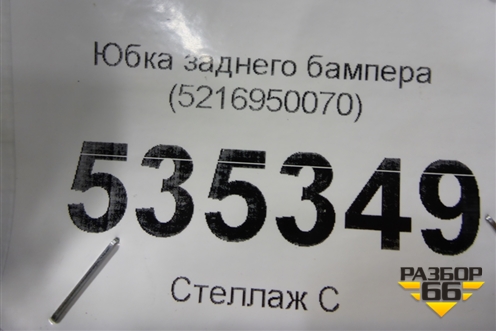 Юбка заднего бампера
(5216950070)
535349
Стеллаж С
РАЗБОР
66